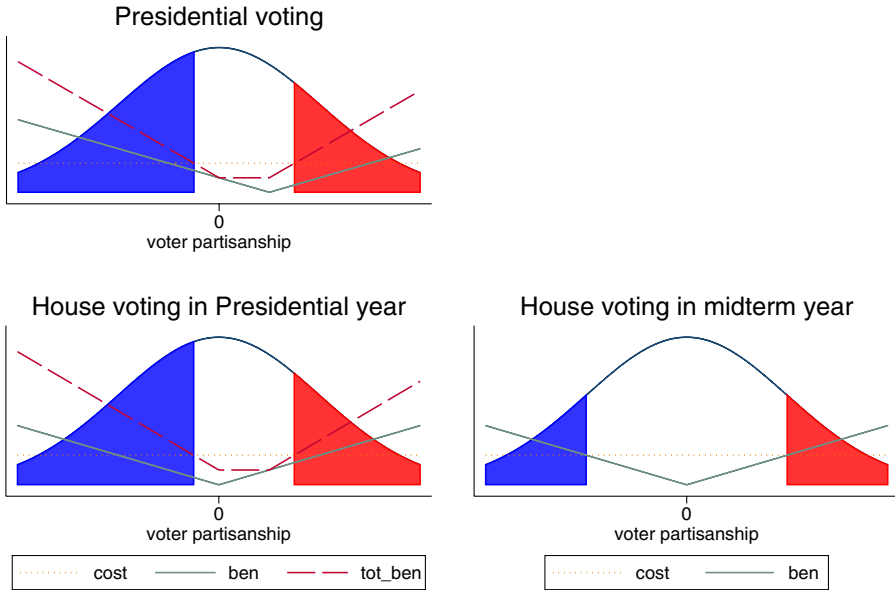 Presidential voting
0
voter partisanship
House voting in Presidential year
0
voter partisanship
cost ben tot_ben
House voting in midterm year
0
voter partisanship
cost ben